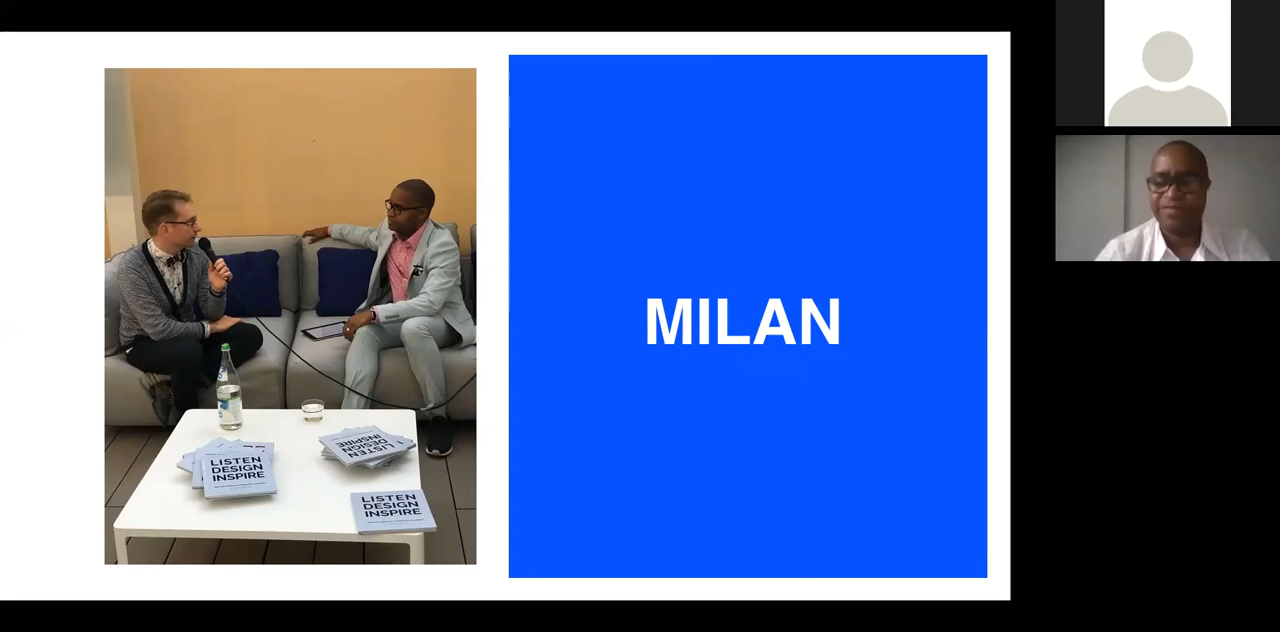 MILAN
LISTEN
DESIGN
INSPIRE
LISTEN
DESIGN
INSPIRE
LISTEN
DESIGN
INSPIRE